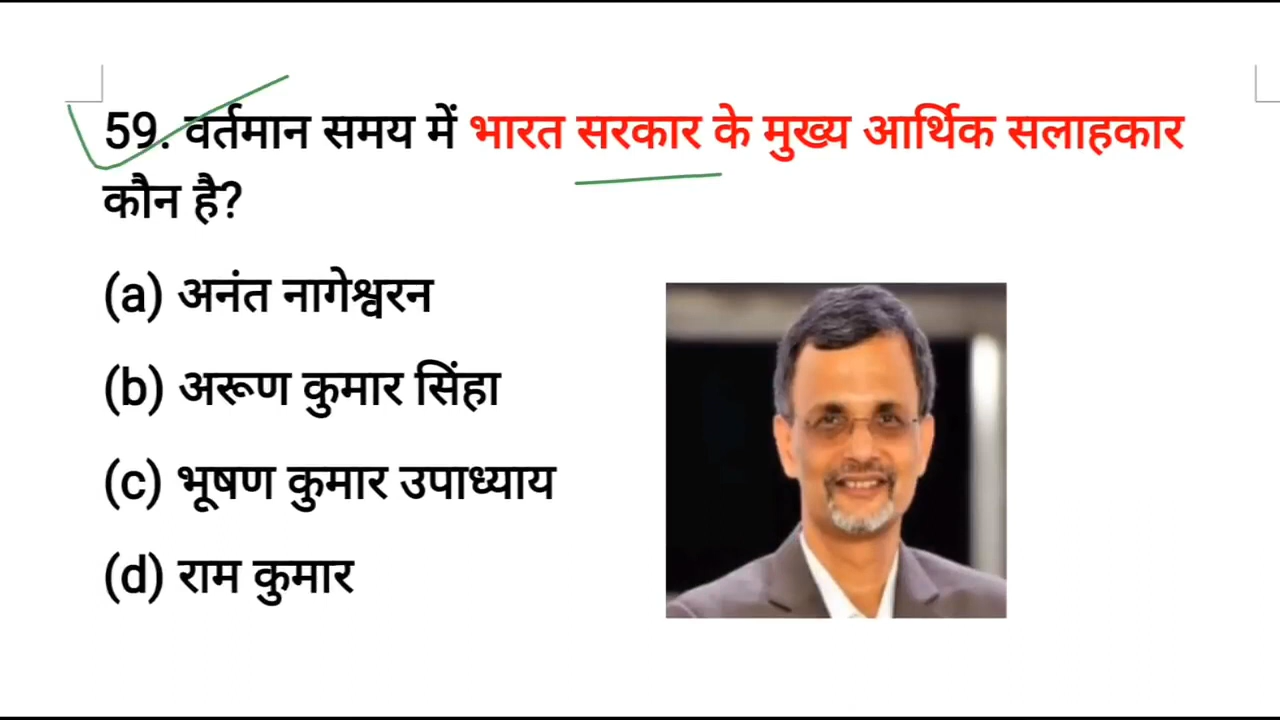 59. वर्तमान समय में भारत सरकार के मुख्य आर्थिक सलाहकार
कौन है?
(a) अनंत नागेश्वरन
(b) अरूण कुमार सिंहा
(c) भूषण कुमार उपाध्याय
(d) राम कुमार